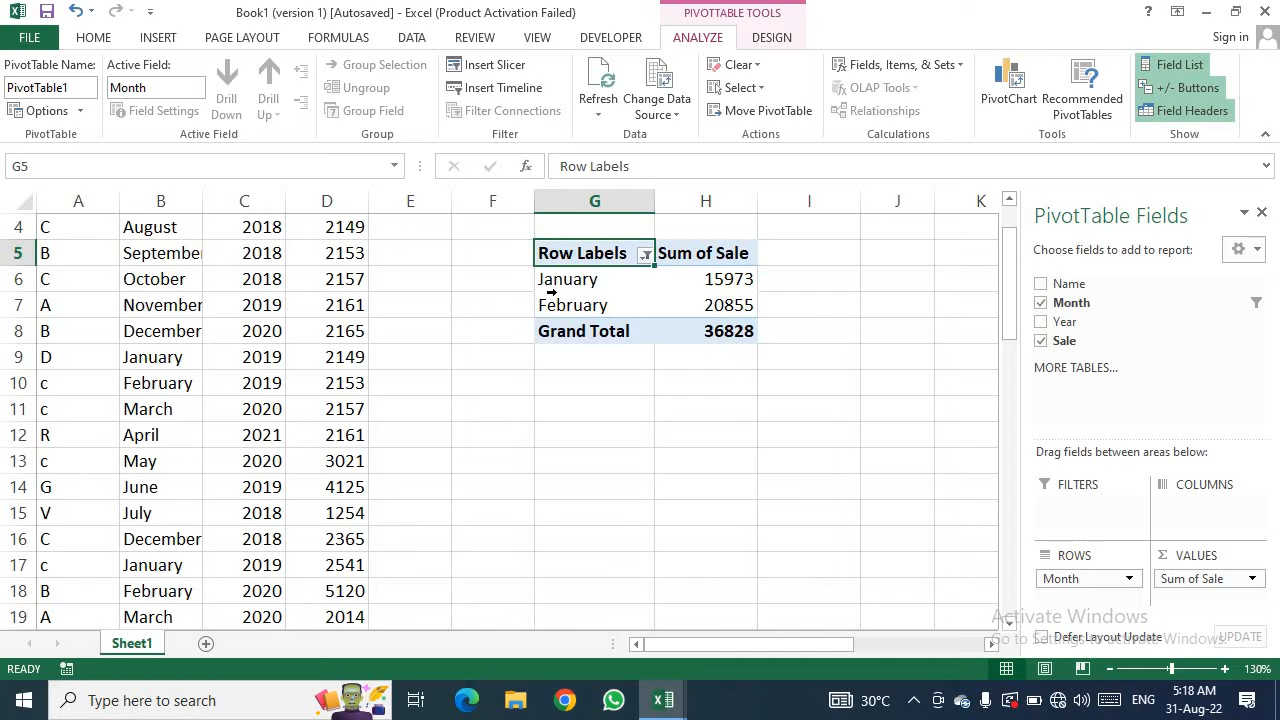 Book1 (version 1) [Autosaved] - Excel (Product Activation Failed)
PIVOTTABLE TOOLS
FILE HOME INSERT PAGE LAYOUT FORMULAS DATA REVIEW VIEW DEVELOPER ANALYZE DESIGN Sign in
PivotTable Name:
PivotTable1
Options
PivotTable
Active Field:
Month
Field Settings
Drill Down
Drill Up
Active Field
Group Selection
Ungroup
Group Field
Group
Insert Slicer
Insert Timeline
Filter Connections
Filter
Refresh
Change Data Source
Data
Clear
Select
Move PivotTable
Actions
Fields, Items, & Sets
OLAP Tools
Relationships
Calculations
PivotChart
Recommended PivotTables
Tools
Field List
+/- Buttons
Field Headers
Show
G5 fx Row Labels
A B C D E F G H I J K
4 C August 2018 2149
5 B September 2018 2153 Row Labels Sum of Sale
6 C October 2018 2157 January 15973
7 A November 2019 2161 February 20855
8 B December 2020 2165 Grand Total 36828
9 D January 2019 2149
10 c February 2019 2153
11 c March 2020 2157
12 R April 2021 2161
13 c May 2020 3021
14 G June 2019 4125
15 V July 2018 1254
16 C December 2018 2365
17 c January 2019 2541
18 B February 2020 5120
19 A March 2020 2014
PivotTable Fields
Choose fields to add to report:
Name
Month
Year
Sale
MORE TABLES...
Drag fields between areas below:
FILTERS COLUMNS
ROWS Σ VALUES
Month Sum of Sale
Activate Windows
Go to Settings to activate Windows.
Defer Layout Update UPDATE
Sheet1
READY 130%
Type here to search
30°C ENG 5:18 AM
31-Aug-22